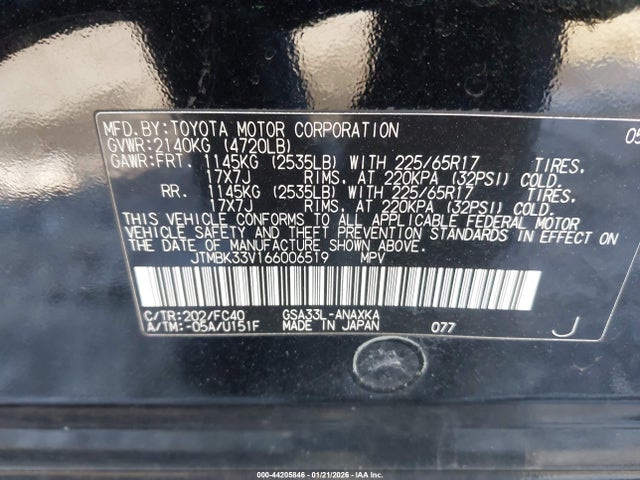 MFD.BY:TOYOTA MOTOR CORPORATION 05
GVWR:2140KG (4720LB)
GAWR:FRT. 1145KG (2535LB) WITH 225/65R17 TIRES.
17X7J RIMS. AT 220KPA (32PSI) COLD.
RR. 1145KG (2535LB) WITH 225/65R17 TIRES.
17X7J RIMS. AT 220KPA (32PSI) COLD.
THIS VEHICLE CONFORMS TO ALL APPLICABLE FEDERAL MOTOR
VEHICLE SAFETY AND THEFT PREVENTION STANDARDS IN EFFECT ON
THE DATE OF MANUFACTURE SHOWN ABOVE.
JTMBK33V166006519 MPV
C/TR:202/FC40 GSA33L-ANAXKA
A/TM:-05A/U151F MADE IN JAPAN 077 J
000-44205846 - 01/21/2026 - IAA Inc.